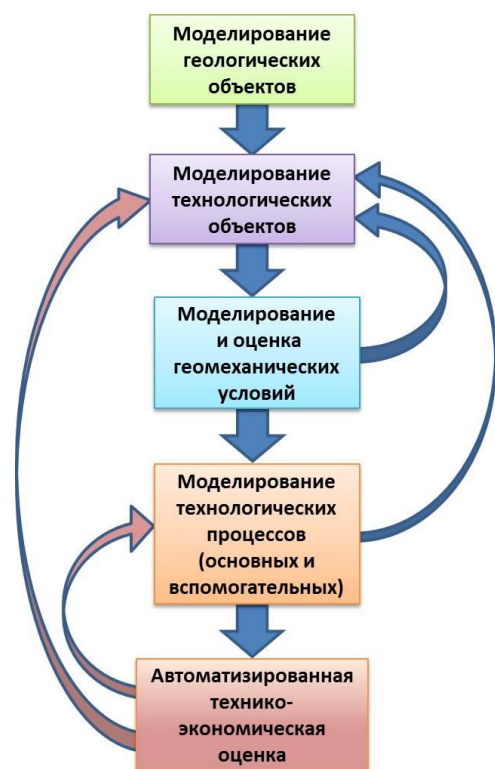 Моделирование
геологических
объектов
Моделирование
технологических
объектов
Моделирование
и оценка
геомеханических
условий
Моделирование
технологических
процессов
(основных и
вспомогательных)
Автоматизированная
технико-
экономическая
оценка